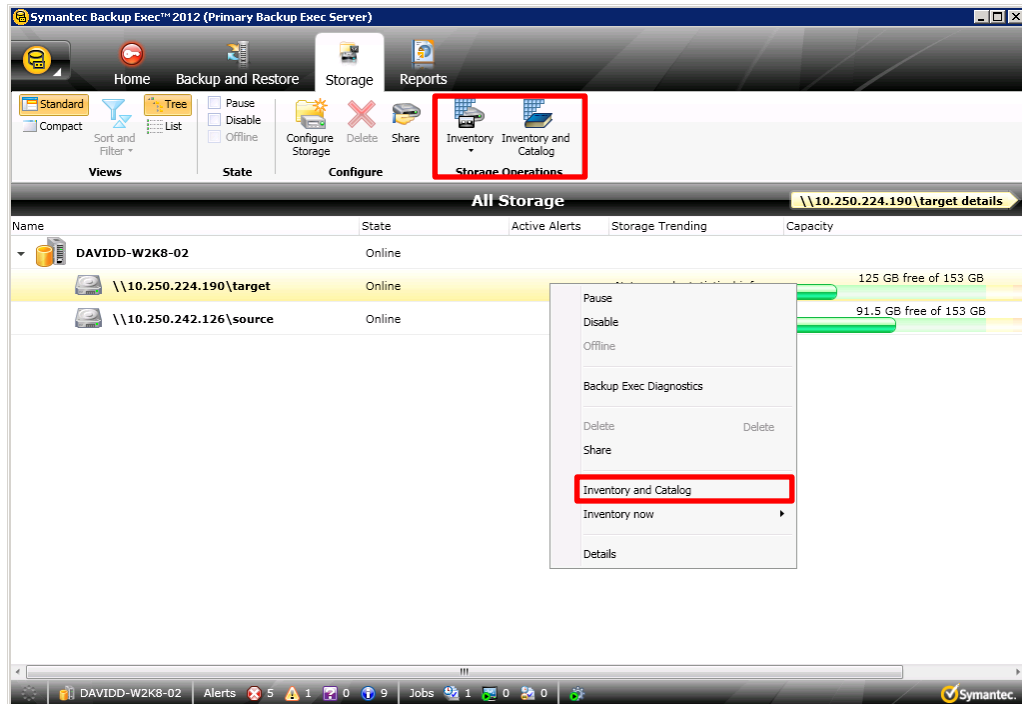 Symantec Backup Exec™ 2012 (Primary Backup Exec Server)
Home Backup and Restore Storage Reports
Standard
Compact
Sort and
Filter
Tree
List
Views
Pause
Disable
Offline
State
Configure
Storage
Delete
Share
Configure
Inventory
Inventory and
Catalog
Storage Operations
All Storage
\\10.250.224.190\target details
Name State Active Alerts Storage Trending Capacity
DAVIDD-W2K8-02 Online
\\10.250.224.190\target Online 125 GB free of 153 GB
\\10.250.242.126\source Online 91.5 GB free of 153 GB
Pause
Disable
Offline
Backup Exec Diagnostics
Delete Delete
Share
Inventory and Catalog
Inventory now
Details
DAVIDD-W2K8-02 Alerts 5 1 0 9 Jobs 1 0 0 Symantec.